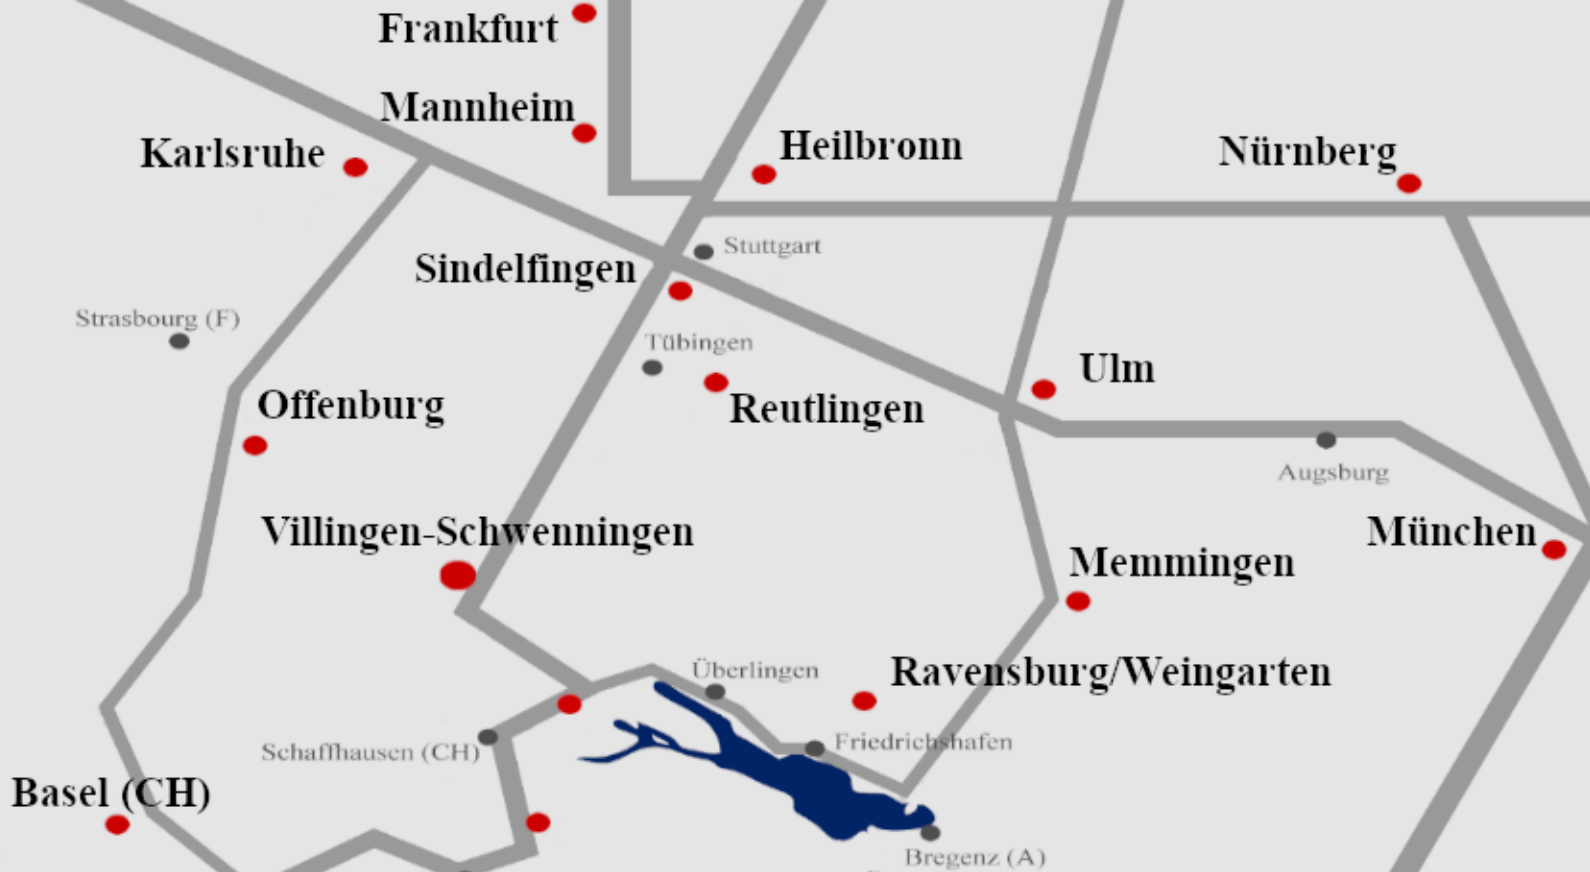 Frankfurt
Mannheim
Karlsruhe
Heilbronn
Nürnberg
Stuttgart
Sindelfingen
Strasbourg (F)
Tübingen
Ulm
Offenburg
Reutlingen
Augsburg
Villingen-Schwenningen
München
Memmingen
Überlingen
Ravensburg/Weingarten
Friedrichshafen
Schaffhausen (CH)
Basel (CH)
Bregenz (A)